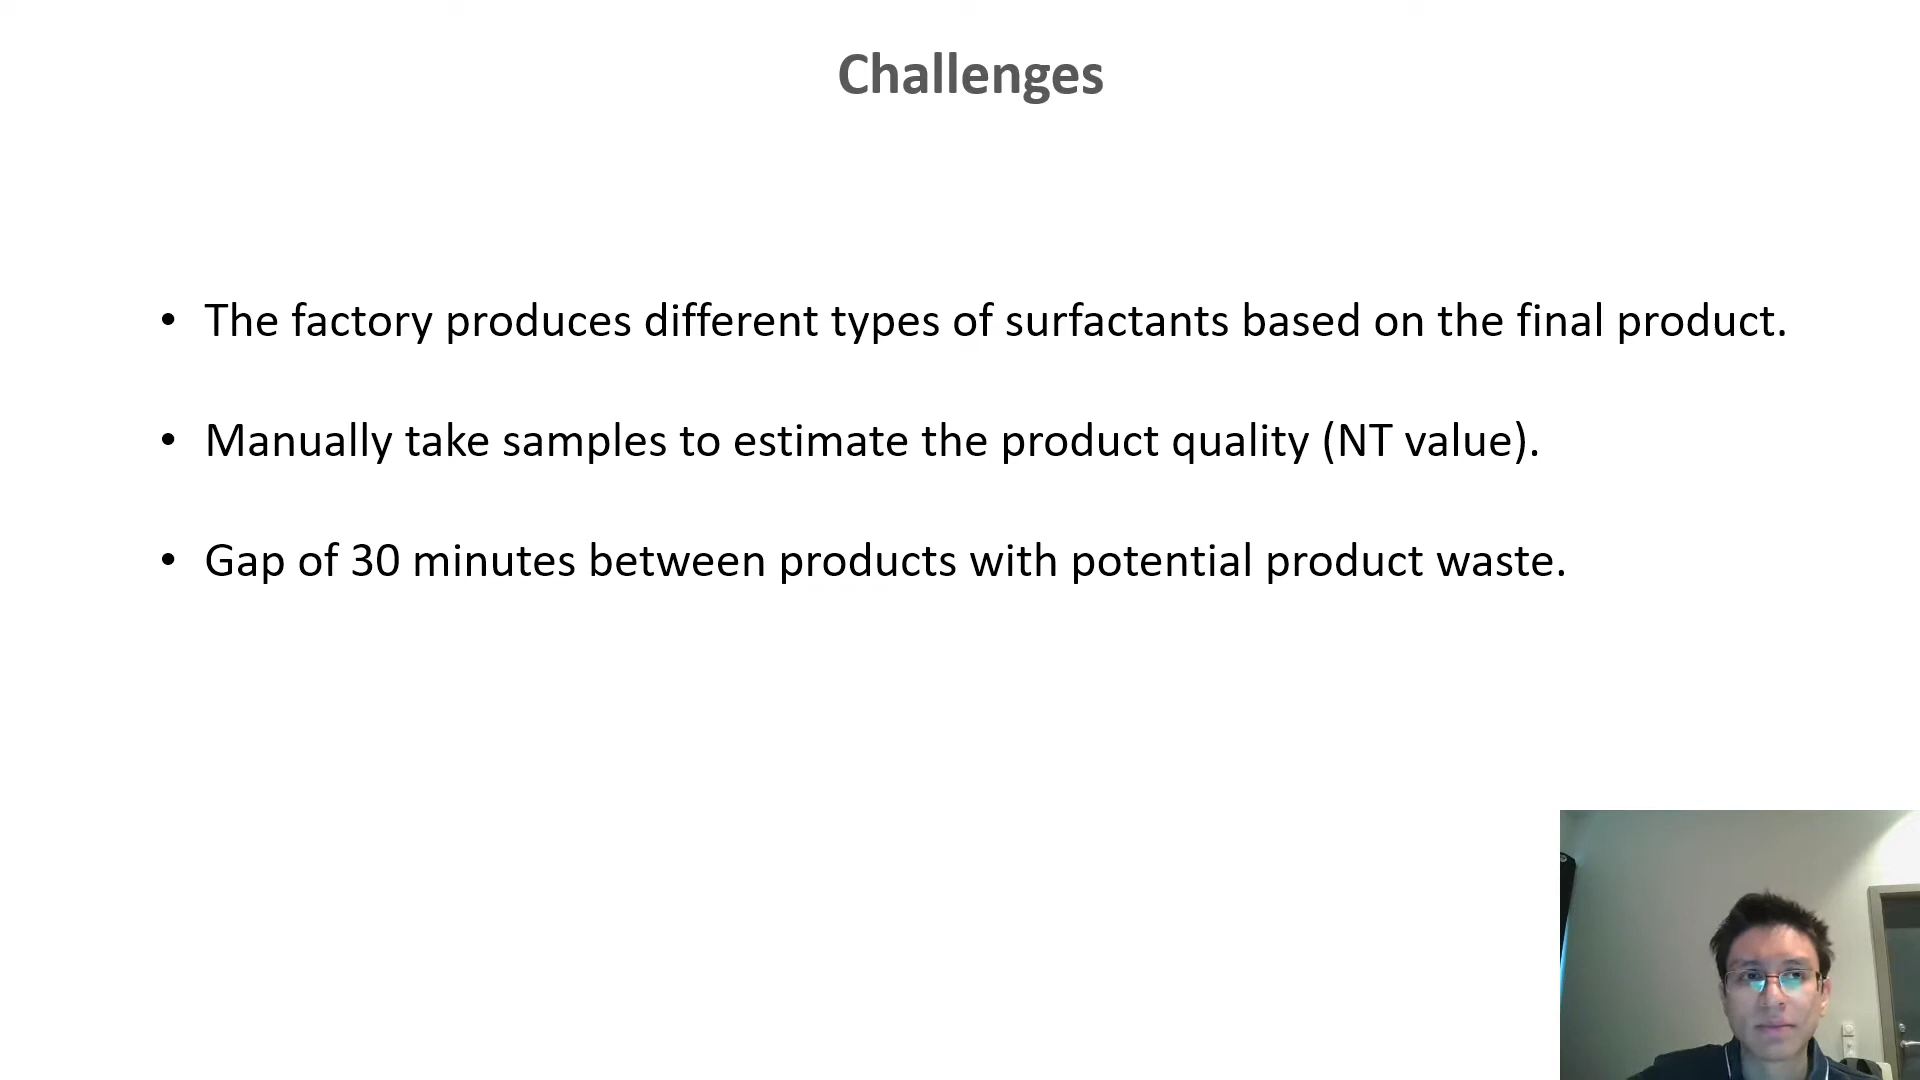 Challenges
• The factory produces different types of surfactants based on the final product.
• Manually take samples to estimate the product quality (NT value).
• Gap of 30 minutes between products with potential product waste.